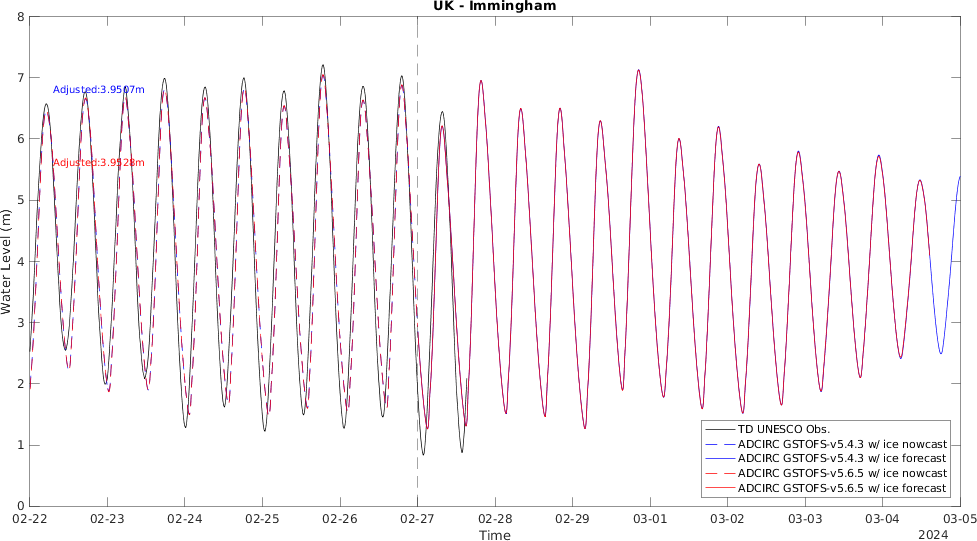 UK - Immingham
8
7
6
5
4
3
2
1
0
Water Level (m)
Adjusted:3.9507m
Adjusted:3.9528m
TD UNESCO Obs.
ADCIRC GSTOFS-v5.4.3 w/ ice nowcast
ADCIRC GSTOFS-v5.4.3 w/ ice forecast
ADCIRC GSTOFS-v5.6.5 w/ ice nowcast
ADCIRC GSTOFS-v5.6.5 w/ ice forecast
02-22 02-23 02-24 02-25 02-26 02-27 02-28 02-29 03-01 03-02 03-03 03-04 03-05
Time
2024